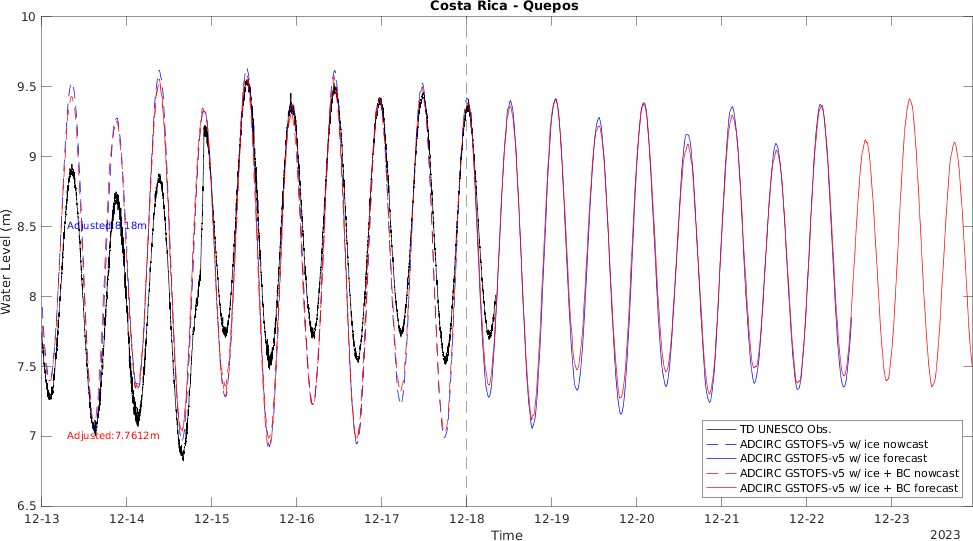 Costa Rica - Quepos
10
9.5
9
8.5
8
7.5
7
6.5
Water Level (m)
Adjusted:8.18m
Adjusted:7.7612m
TD UNESCO Obs.
ADCIRC GSTOFS-v5 w/ ice nowcast
ADCIRC GSTOFS-v5 w/ ice forecast
ADCIRC GSTOFS-v5 w/ ice + BC nowcast
ADCIRC GSTOFS-v5 w/ ice + BC forecast
12-13 12-14 12-15 12-16 12-17 12-18 12-19 12-20 12-21 12-22 12-23
Time
2023